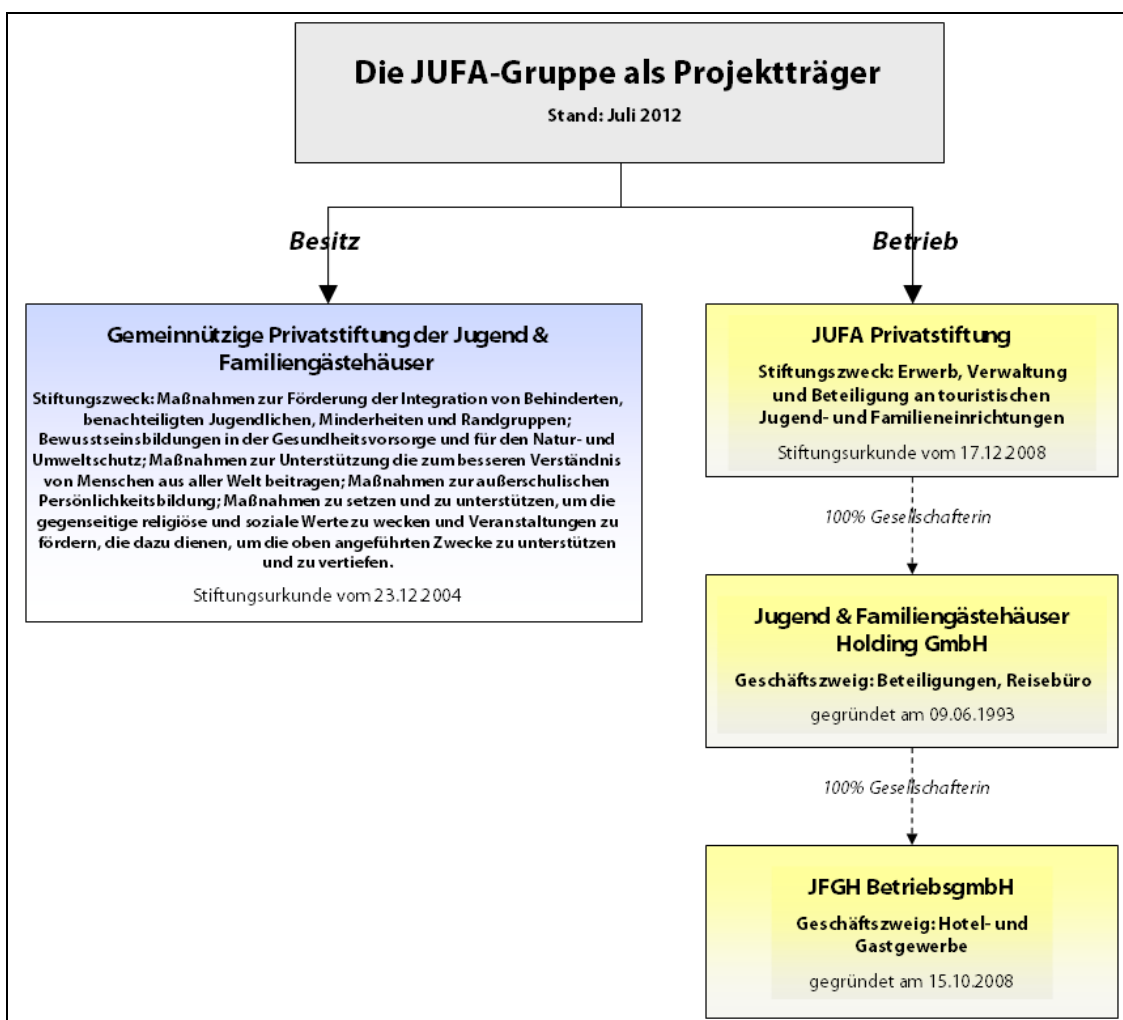 Die JUFA-Gruppe als Projektträger
Stand: Juli 2012
Besitz
Betrieb
Gemeinnützige Privatstiftung der Jugend &
Familiengästehäuser
Stiftungszweck: Maßnahmen zur Förderung der Integration von Behinderten,
benachteiligten Jugendlichen, Minderheiten und Randgruppen;
Bewusstseinsbildungen in der Gesundheitsvorsorge und für den Natur- und
Umweltschutz; Maßnahmen zur Unterstützung die zum besseren Verständnis
von Menschen aus aller Welt beitragen; Maßnahmen zur außerschulischen
Persönlichkeitsbildung; Maßnahmen zu setzen und zu unterstützen, um die
gegenseitige religiöse und soziale Werte zu wecken und Veranstaltungen zu
fördern, die dazu dienen, um die oben angeführten Zwecke zu unterstützen
und zu vertiefen.
Stiftungsurkunde vom 23.12.2004
JUFA Privatstiftung
Stiftungszweck: Erwerb, Verwaltung
und Beteiligung an touristischen
Jugend- und Familieneinrichtungen
Stiftungsurkunde vom 17.12.2008
100% Gesellschafterin
Jugend & Familiengästehäuser
Holding GmbH
Geschäftszweig: Beteiligungen, Reisebüro
gegründet am 09.06.1993
100% Gesellschafterin
JFGH BetriebsgmbH
Geschäftszweig: Hotel- und
Gastgewerbe
gegründet am 15.10.2008